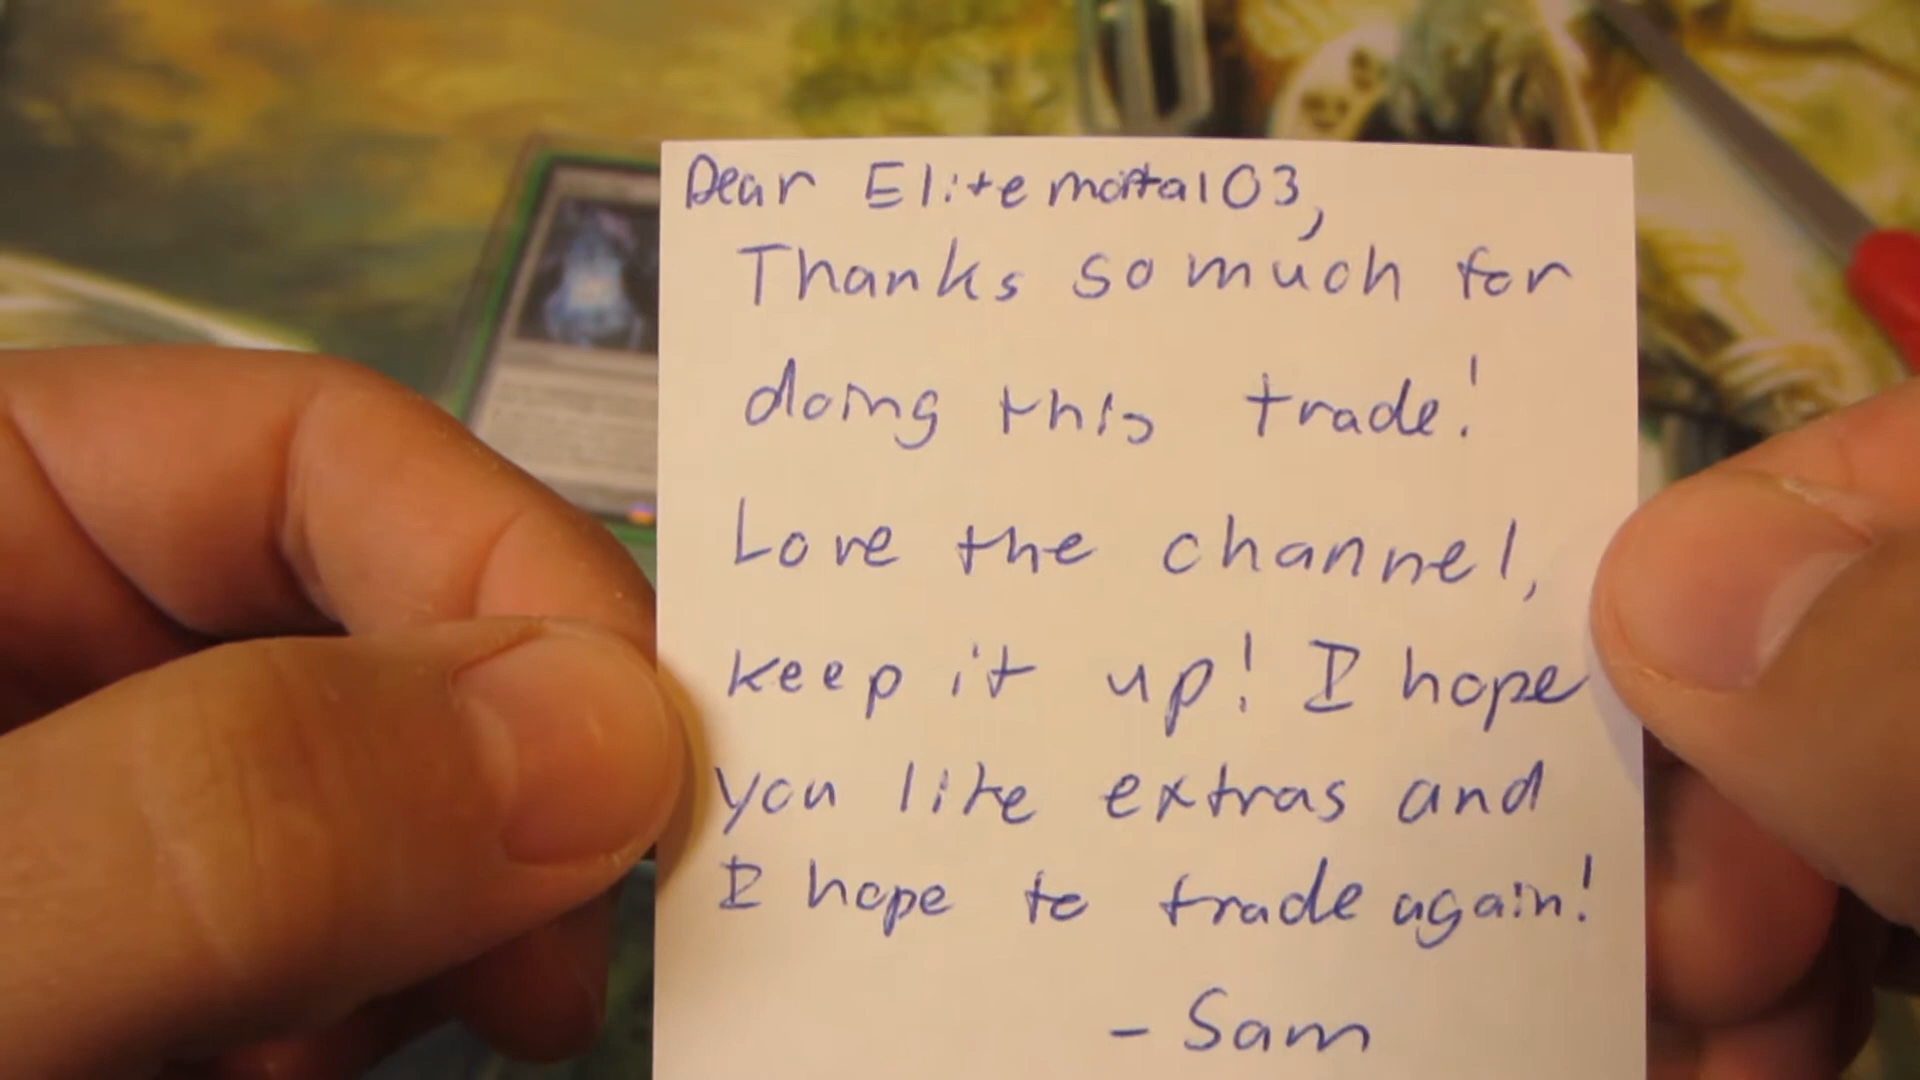 Dear Elitemortal03,
Thanks so much for
doing this trade!
Love the channel,
keep it up! I hope
you like extras and
I hope to trade again!
- Sam